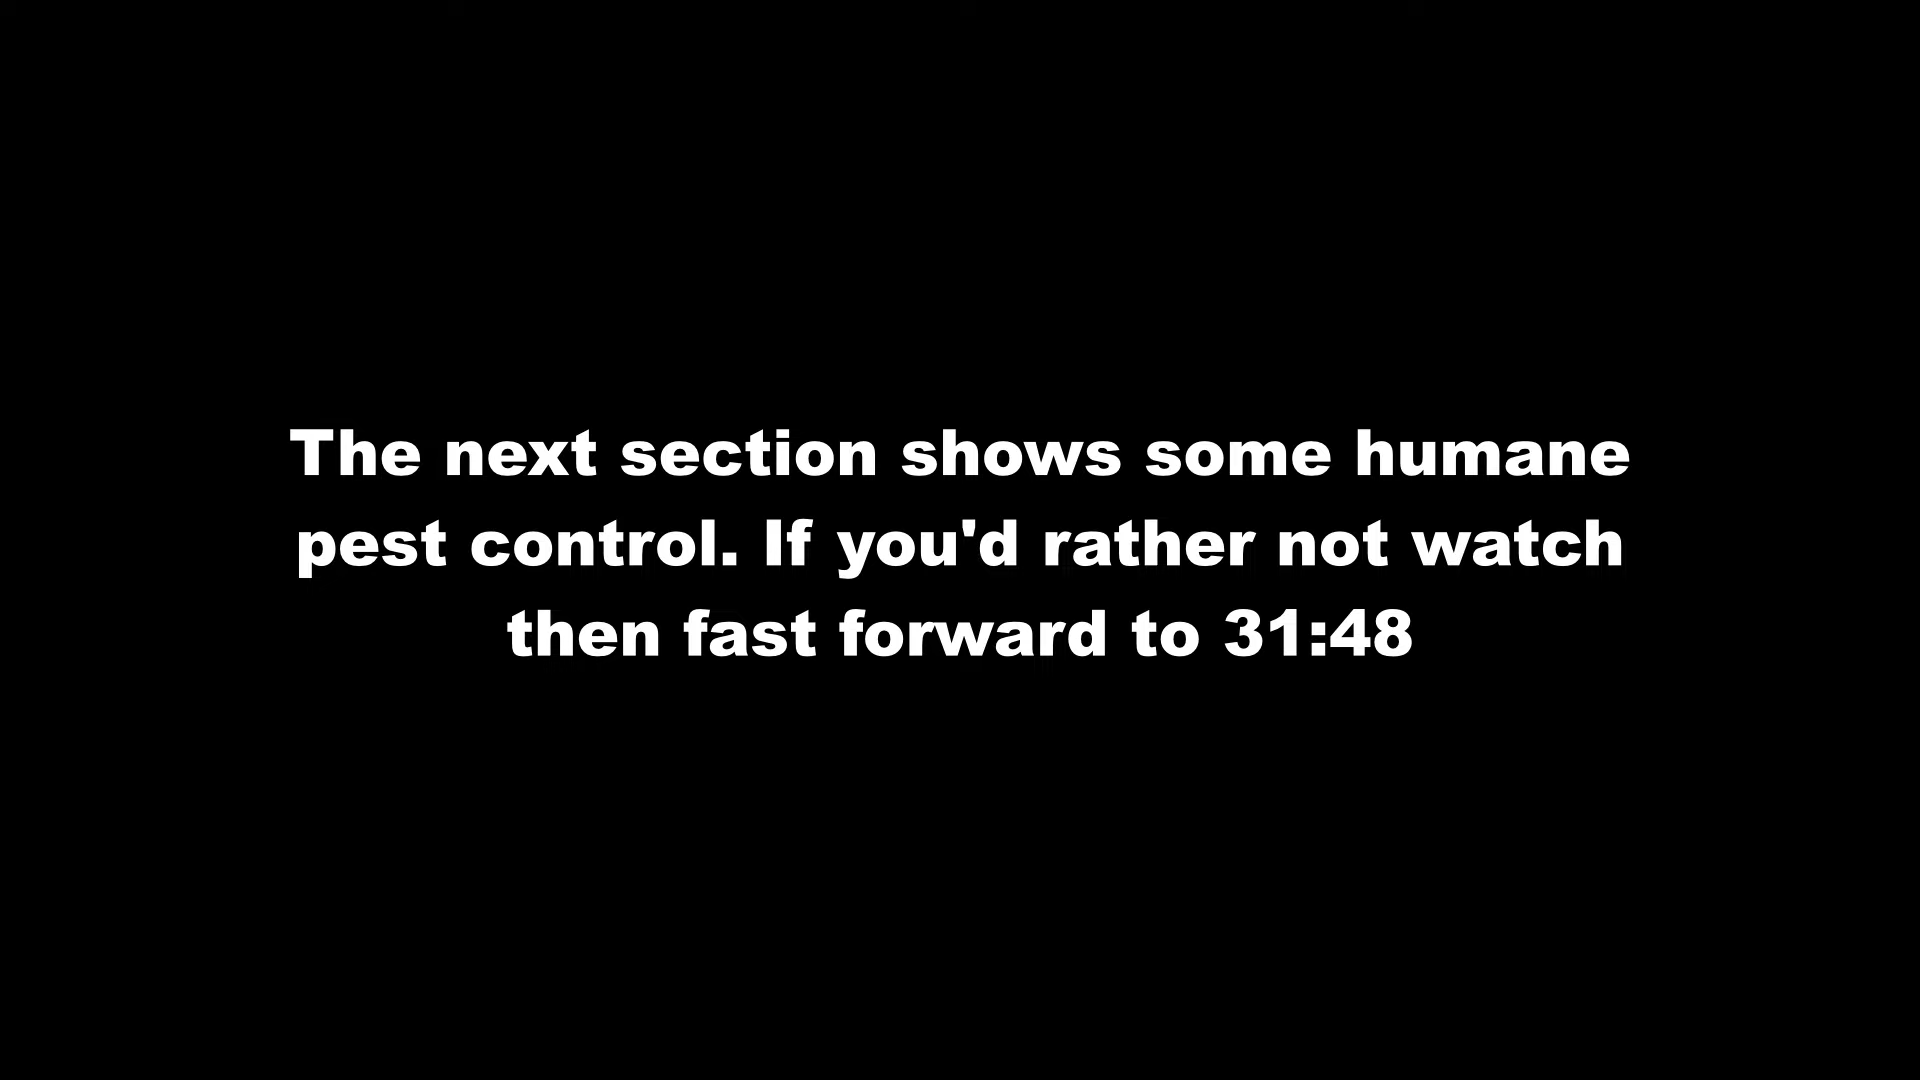 The next section shows some humane
pest control. If you'd rather not watch
then fast forward to 31:48